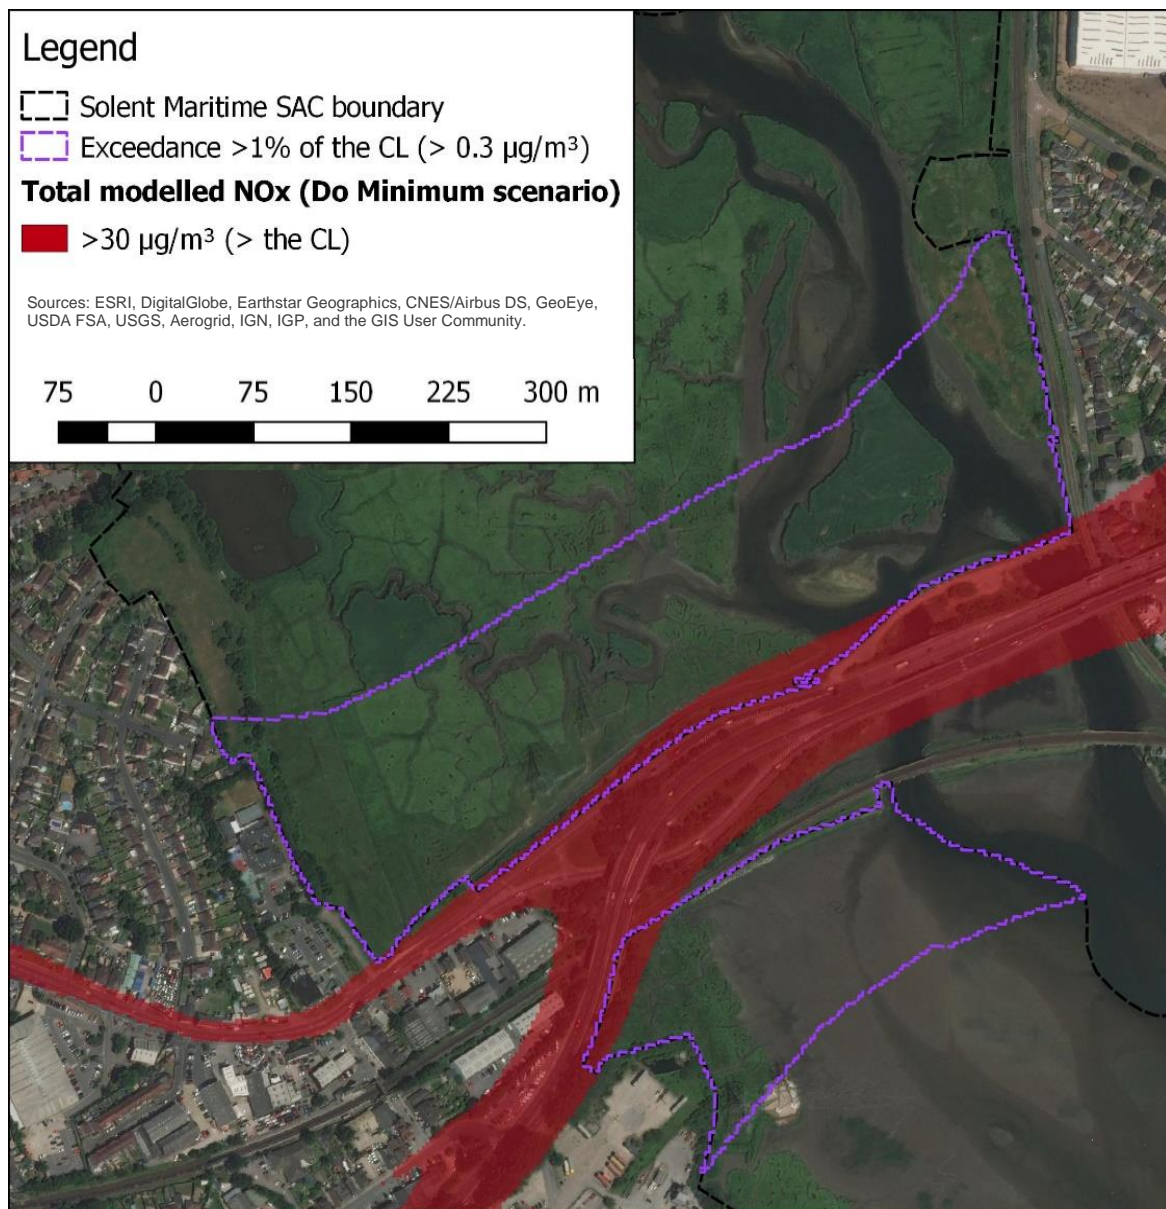 Legend
Solent Maritime SAC boundary
Exceedance >1% of the CL (> 0.3 µg/m³)
Total modelled NOx (Do Minimum scenario)
>30 µg/m³ (> the CL)
Sources: ESRI, DigitalGlobe, Earthstar Geographics, CNES/Airbus DS, GeoEye,
USDA FSA, USGS, Aerogrid, IGN, IGP, and the GIS User Community.
75 0 75 150 225 300 m